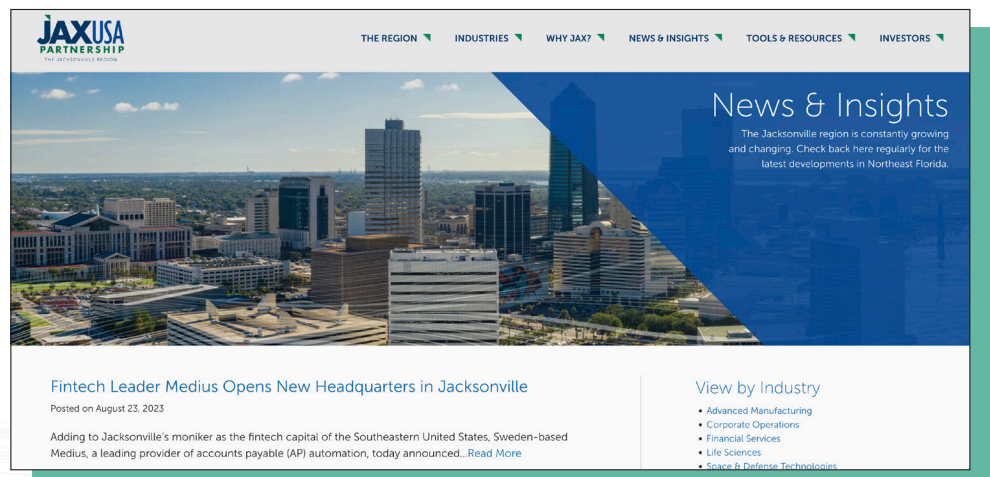 JAXUSA
PARTNERSHIP
THE JACKSONVILLE REGION
THE REGION
INDUSTRIES
WHY JAX?
NEWS & INSIGHTS
TOOLS & RESOURCES
INVESTORS
News & Insights
The Jacksonville region is constantly growing
and changing. Check back here regularly for the
latest developments in Northeast Florida.
Fintech Leader Medius Opens New Headquarters in Jacksonville
Posted on August 23, 2023
Adding to Jacksonville’s moniker as the fintech capital of the Southeastern United States, Sweden-based
Medius, a leading provider of accounts payable (AP) automation, today announced...Read More
View by Industry
• Advanced Manufacturing
• Corporate Operations
• Financial Services
• Life Sciences
• Space & Defense Technologies